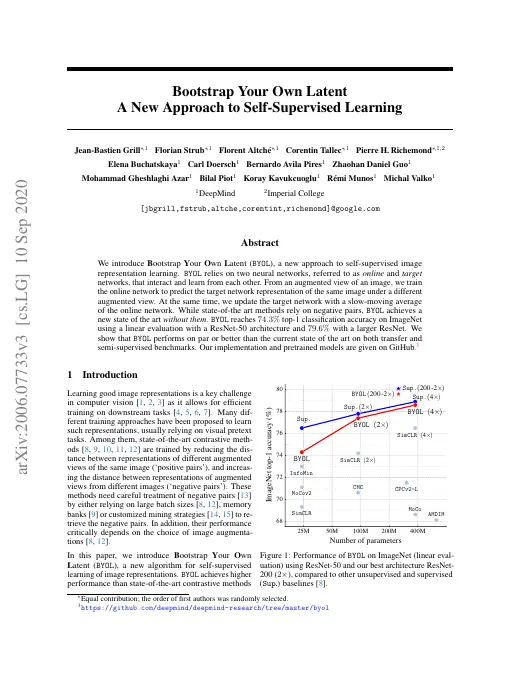 arXiv:2006.07733v3 [cs.LG] 10 Sep 2020
Bootstrap Your Own Latent
A New Approach to Self-Supervised Learning
Jean-Bastien Grill*,1 Florian Strub*,1 Florent Altché*,1 Corentin Tallec*,1 Pierre H. Richemond*,1,2
Elena Buchatskaya1 Carl Doersch1 Bernardo Avila Pires1 Zhaohan Daniel Guo1
Mohammad Gheshlaghi Azar1 Bilal Piot1 Koray Kavukcuoglu1 Rémi Munos1 Michal Valko1
1DeepMind 2Imperial College
[jbgrill,fstrub,altche,corentint,richemond]@google.com
Abstract
We introduce Bootstrap Your Own Latent (BYOL), a new approach to self-supervised image
representation learning. BYOL relies on two neural networks, referred to as online and target
networks, that interact and learn from each other. From an augmented view of an image, we train
the online network to predict the target network representation of the same image under a different
augmented view. At the same time, we update the target network with a slow-moving average
of the online network. While state-of-the art methods rely on negative pairs, BYOL achieves a
new state of the art without them. BYOL reaches 74.3% top-1 classification accuracy on ImageNet
using a linear evaluation with a ResNet-50 architecture and 79.6% with a larger ResNet. We
show that BYOL performs on par or better than the current state of the art on both transfer and
semi-supervised benchmarks. Our implementation and pretrained models are given on GitHub.3
1 Introduction
Learning good image representations is a key challenge
in computer vision [1, 2, 3] as it allows for efficient
training on downstream tasks [4, 5, 6, 7]. Many dif-
ferent training approaches have been proposed to learn
such representations, usually relying on visual pretext
tasks. Among them, state-of-the-art contrastive meth-
ods [8, 9, 10, 11, 12] are trained by reducing the dis-
tance between representations of different augmented
views of the same image ('positive pairs'), and increas-
ing the distance between representations of augmented
views from different images ('negative pairs'). These
methods need careful treatment of negative pairs [13]
by either relying on large batch sizes [8, 12], memory
banks [9] or customized mining strategies [14, 15] to re-
trieve the negative pairs. In addition, their performance
critically depends on the choice of image augmenta-
tions [8, 12].
In this paper, we introduce Bootstrap Your Own
Latent (BYOL), a new algorithm for self-supervised
learning of image representations. BYOL achieves higher
performance than state-of-the-art contrastive methods
ImageNet top-1 accuracy (%)
80
78
76
74
72
70
68
Sup.(200-2×)
BYOL(200-2×)
Sup.(4×)
Sup.(2×)
Sup.
BYOL (4×)
BYOL (2×)
SimCLR (4×)
BYOL
SimCLR (2×)
InfoMin
CMC
CPCv2-L
MoCov2
SimCLR
MoCo
AMDIM
25M 50M 100M 200M 400M
Number of parameters
Figure 1: Performance of BYOL on ImageNet (linear eval-
uation) using ResNet-50 and our best architecture ResNet-
200 (2×), compared to other unsupervised and supervised
(Sup.) baselines [8].
*Equal contribution; the order of first authors was randomly selected.
3https://github.com/deepmind/deepmind-research/tree/master/byol